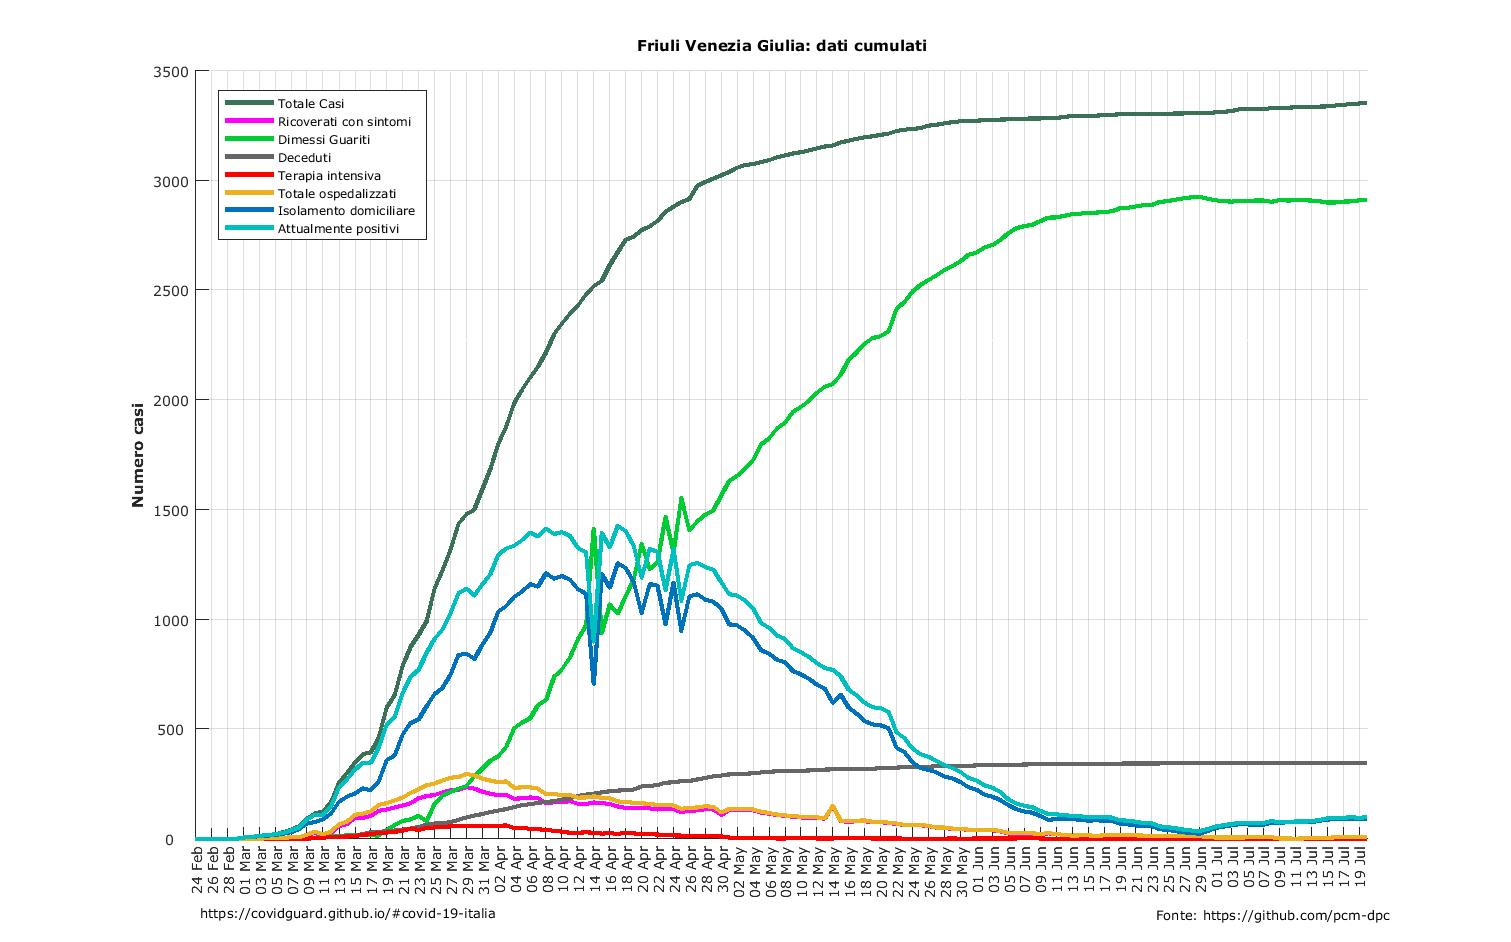 Friuli Venezia Giulia: dati cumulati
3500
3000
2500
2000
1500
1000
500
0
Numero casi
Totale Casi
Ricoverati con sintomi
Dimessi Guariti
Deceduti
Terapia intensiva
Totale ospedalizzati
Isolamento domiciliare
Attualmente positivi
24 Feb
26 Feb
28 Feb
01 Mar
03 Mar
05 Mar
07 Mar
09 Mar
11 Mar
13 Mar
15 Mar
17 Mar
19 Mar
21 Mar
23 Mar
25 Mar
27 Mar
29 Mar
31 Mar
02 Apr
04 Apr
06 Apr
08 Apr
10 Apr
12 Apr
14 Apr
16 Apr
18 Apr
20 Apr
22 Apr
24 Apr
26 Apr
28 Apr
30 Apr
02 May
04 May
06 May
08 May
10 May
12 May
14 May
16 May
18 May
20 May
22 May
24 May
26 May
28 May
30 May
01 Jun
03 Jun
05 Jun
07 Jun
09 Jun
11 Jun
13 Jun
15 Jun
17 Jun
19 Jun
21 Jun
23 Jun
25 Jun
27 Jun
29 Jun
01 Jul
03 Jul
05 Jul
07 Jul
09 Jul
11 Jul
13 Jul
15 Jul
17 Jul
19 Jul
https://covidguard.github.io/#covid-19-italia
Fonte: https://github.com/pcm-dpc